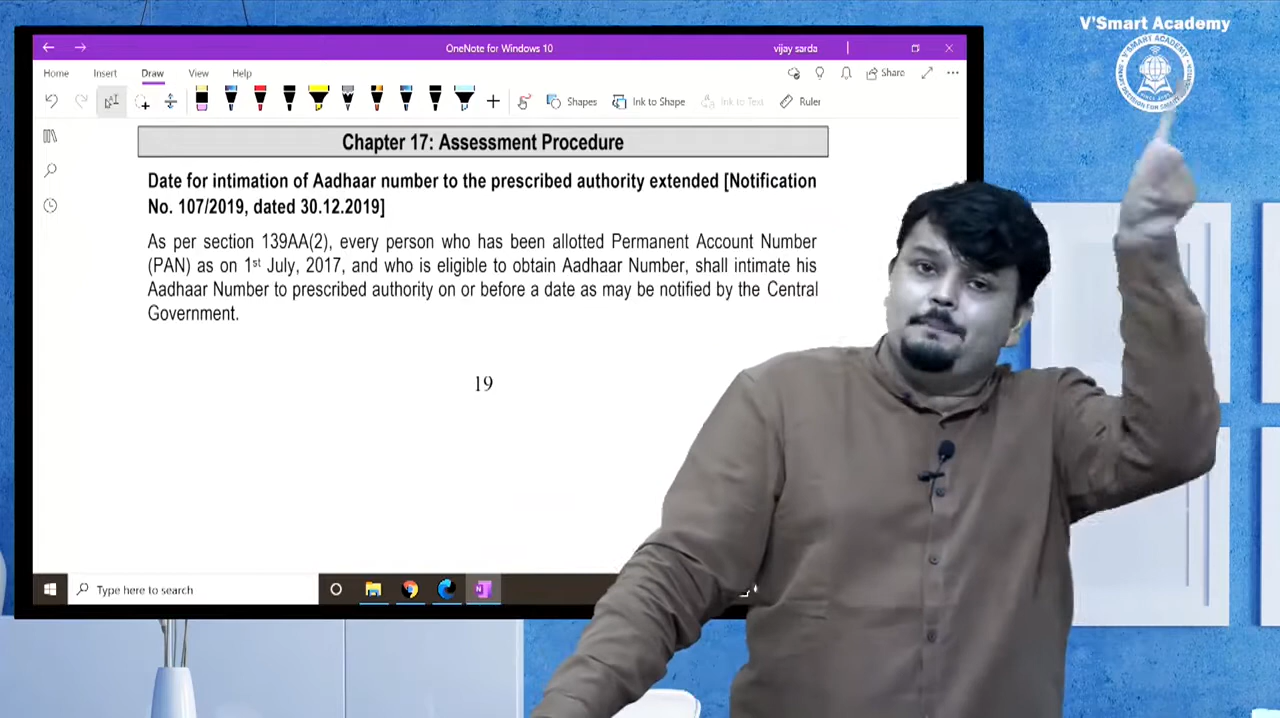 V'Smart Academy
OneNote for Windows 10
vijay sarda
Home Insert Draw View Help
Share
Shapes Ink to Shape Ink to Text Ruler
Chapter 17: Assessment Procedure
Date for intimation of Aadhaar number to the prescribed authority extended [Notification
No. 107/2019, dated 30.12.2019]
As per section 139AA(2), every person who has been allotted Permanent Account Number
(PAN) as on 1st July, 2017, and who is eligible to obtain Aadhaar Number, shall intimate his
Aadhaar Number to prescribed authority on or before a date as may be notified by the Central
Government.
19
Type here to search